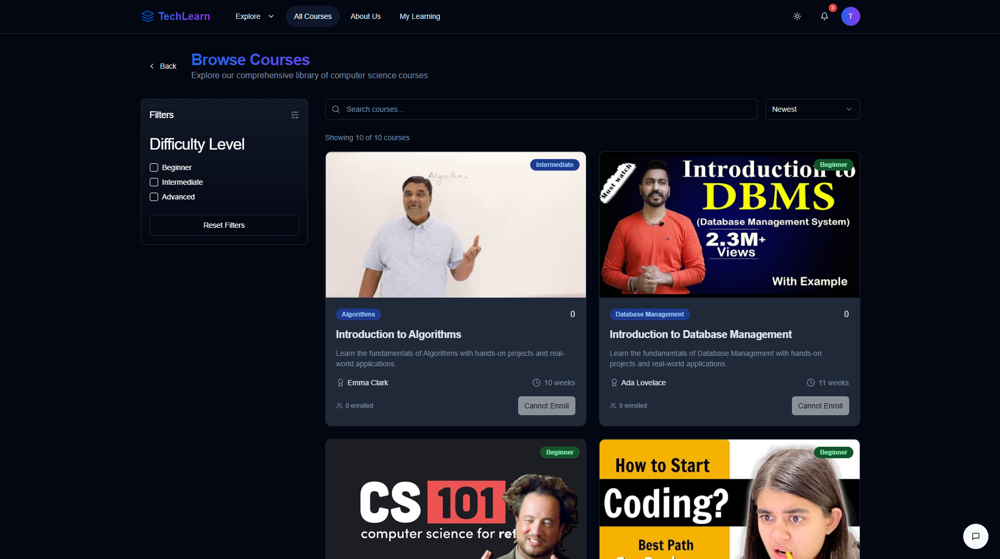 TechLearn
Explore
All Courses
About Us
My Learning
3
T
Back
Browse Courses
Explore our comprehensive library of computer science courses
Filters
Difficulty Level
Beginner
Intermediate
Advanced
Reset Filters
Search courses...
Newest
Showing 10 of 10 courses
Algorithms
Intermediate
Algorithms
0
Introduction to Algorithms
Learn the fundamentals of Algorithms with hands-on projects and real-
world applications.
Emma Clark
10 weeks
0 enrolled
Cannot Enroll
Must watch
Introduction to
Beginner
DBMS
(Database Management System)
2.3M+
Views
With Example
Database Management
0
Introduction to Database Management
Learn the fundamentals of Database Management with hands-on
projects and real-world applications.
Ada Lovelace
11 weeks
0 enrolled
Cannot Enroll
Beginner
CS 101
computer science for ret
Beginner
How to Start
Coding?
Best Path